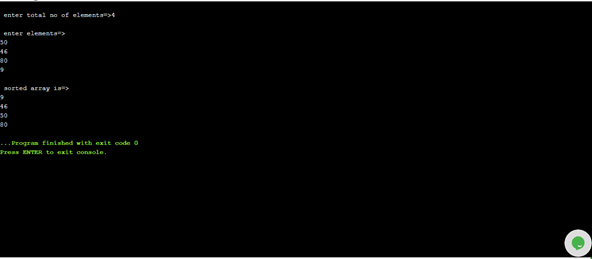 enter total no of elements=>4
enter elements=>
50
46
80
9
sorted array is=>
9
46
50
80
...Program finished with exit code 0
Press ENTER to exit console.